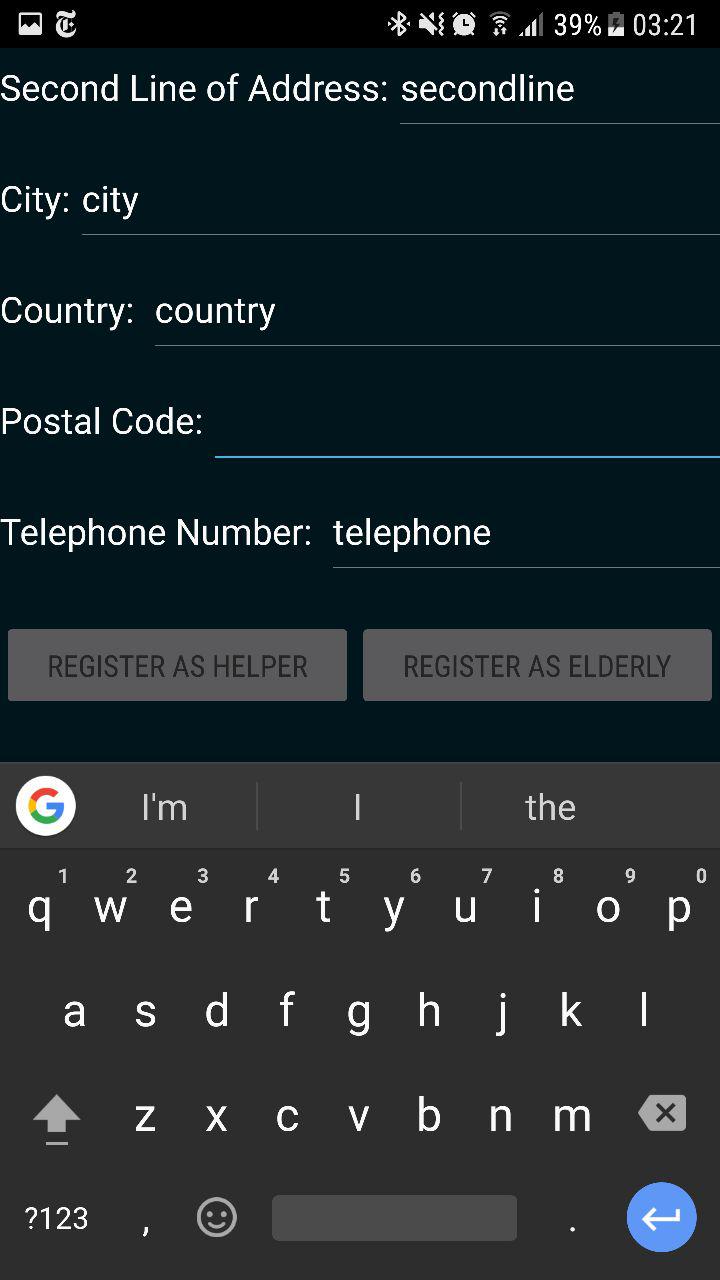 39% 03:21
Second Line of Address: secondline
City: city
Country: country
Postal Code:
Telephone Number: telephone
REGISTER AS HELPER REGISTER AS ELDERLY
G I'm I the
1 2 3 4 5 6 7 8 9 0
q w e r t y u i o p
a s d f g h j k l
z x c v b n m
?123 , .